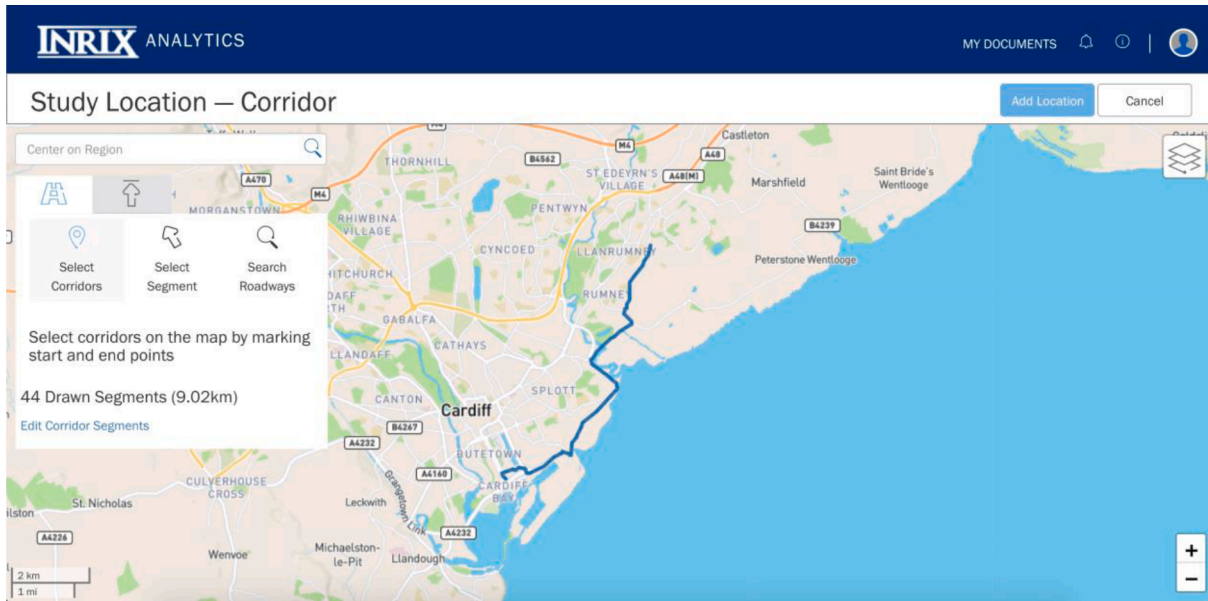 INRIX ANALYTICS
MY DOCUMENTS
Study Location — Corridor
Add Location
Cancel
Center on Region
Select
Corridors
Select
Segment
Search
Roadways
Select corridors on the map by marking
start and end points
44 Drawn Segments (9.02km)
Edit Corridor Segments
M4
Castleton
THORNHILL
B4562
A48
ST EDEYRN'S
VILLAGE
A48(M)
Marshfield
Saint Bride's
Wentlooge
A470
M4
MORGANSTOWN
RHIWBINA
VILLAGE
PENTWYN
B4239
CYNCOED
LLANRUMNEY
Peterstone Wentlooge
RUMNEY
GABALFA
CATHAYS
LLANDAFF
SPLOTT
CANTON
Cardiff
B4267
A4232
BUTETOWN
A4160
CARDIFF
BAY
CULVERHOUSE
CROSS
St. Nicholas
Leckwith
Grangetown Link
A4226
A4232
Wenvoe
Michaelston-
le-Pit
Llandough
2 km
1 mi
+
−